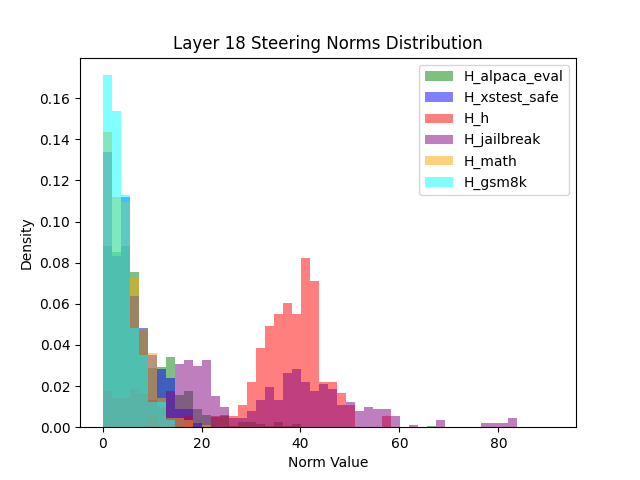 Layer 18 Steering Norms Distribution
H_alpaca_eval
H_xstest_safe
H_h
H_jailbreak
H_math
H_gsm8k
Density
0.16
0.14
0.12
0.10
0.08
0.06
0.04
0.02
0.00
0 20 40 60 80
Norm Value